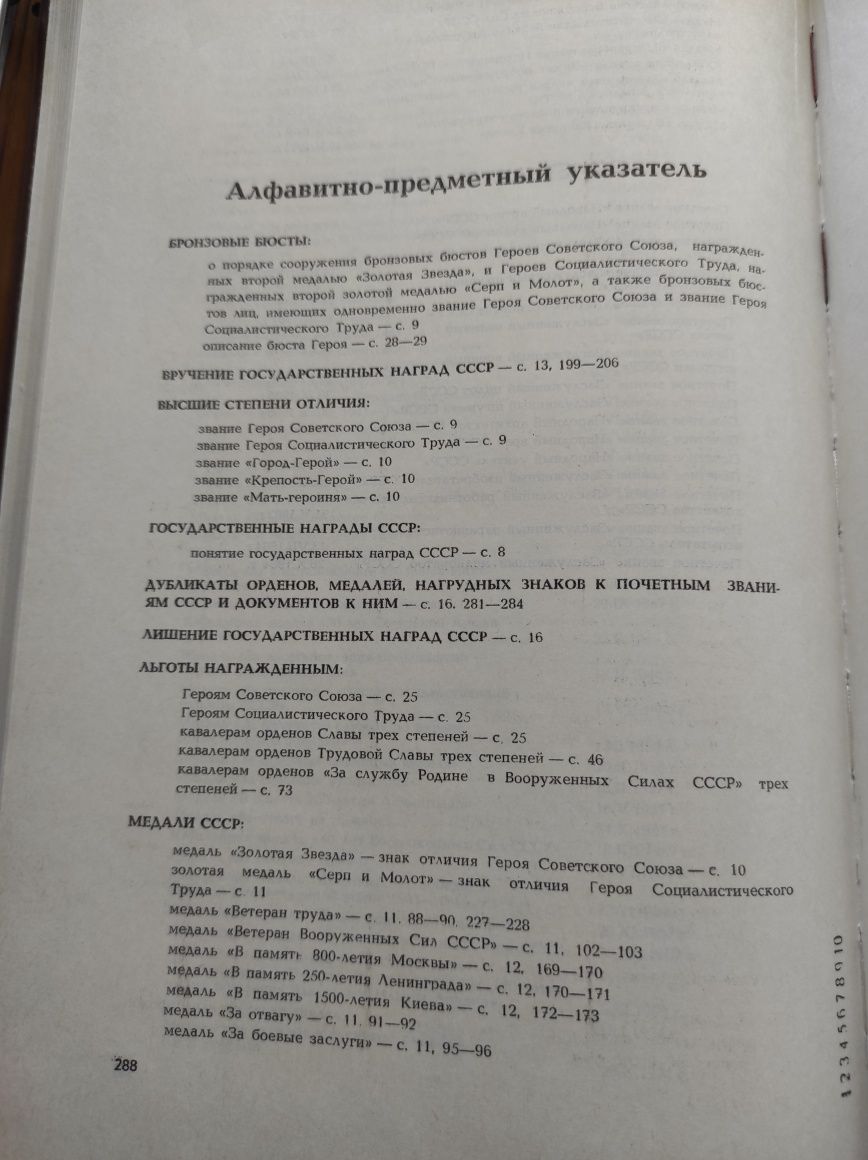 Алфавитно-предметный указатель
БРОНЗОВЫЕ БЮСТЫ:
о порядке сооружения бронзовых бюстов Героев Советского Союза, награжден-
ных второй медалью «Золотая Звезда», и Героев Социалистического Труда, на-
гражденных второй золотой медалью «Серп и Молот», а также бронзовых бюс-
тов лиц, имеющих одновременно звание Героя Советского Союза и звание Героя
Социалистического Труда — с. 9
описание бюста Героя — с. 28—29
ВРУЧЕНИЕ ГОСУДАРСТВЕННЫХ НАГРАД СССР — с. 13, 199—206
ВЫСШИЕ СТЕПЕНИ ОТЛИЧИЯ:
звание Героя Советского Союза — с. 9
звание Героя Социалистического Труда — с. 9
звание «Город-Герой» — с. 10
звание «Крепость-Герой» — с. 10
звание «Мать-героиня» — с. 10
ГОСУДАРСТВЕННЫЕ НАГРАДЫ СССР:
понятие государственных наград СССР — с. 8
ДУБЛИКАТЫ ОРДЕНОВ, МЕДАЛЕЙ, НАГРУДНЫХ ЗНАКОВ К ПОЧЕТНЫМ ЗВАНИ-
ЯМ СССР И ДОКУМЕНТОВ К НИМ — с. 16. 281—284
ЛИШЕНИЕ ГОСУДАРСТВЕННЫХ НАГРАД СССР — с. 16
ЛЬГОТЫ НАГРАЖДЕННЫМ:
Героям Советского Союза — с. 25
Героям Социалистического Труда — с. 25
кавалерам орденов Славы трех степеней — с. 25
кавалерам орденов Трудовой Славы трех степеней — с. 46
кавалерам орденов «За службу Родине в Вооруженных Силах СССР» трех
степеней — с. 73
МЕДАЛИ СССР:
медаль «Золотая Звезда» — знак отличия Героя Советского Союза — с. 10
золотая медаль «Серп и Молот» — знак отличия Героя Социалистического
Труда — с. 11
медаль «Ветеран труда» — с. 11. 88—90. 227—228
медаль «Ветеран Вооруженных Сил СССР» — с. 11, 102—103
медаль «В память 800-летия Москвы» — с. 12, 169—170
медаль «В память 250-летия Ленинграда» — с. 12, 170—171
медаль «В память 1500-летия Киева» — с. 12, 172—173
медаль «За отвагу» — с. 11. 91—92
медаль «За боевые заслуги» — с. 11, 95—96
288
1 2 3 4 5 6 7 8 9 10